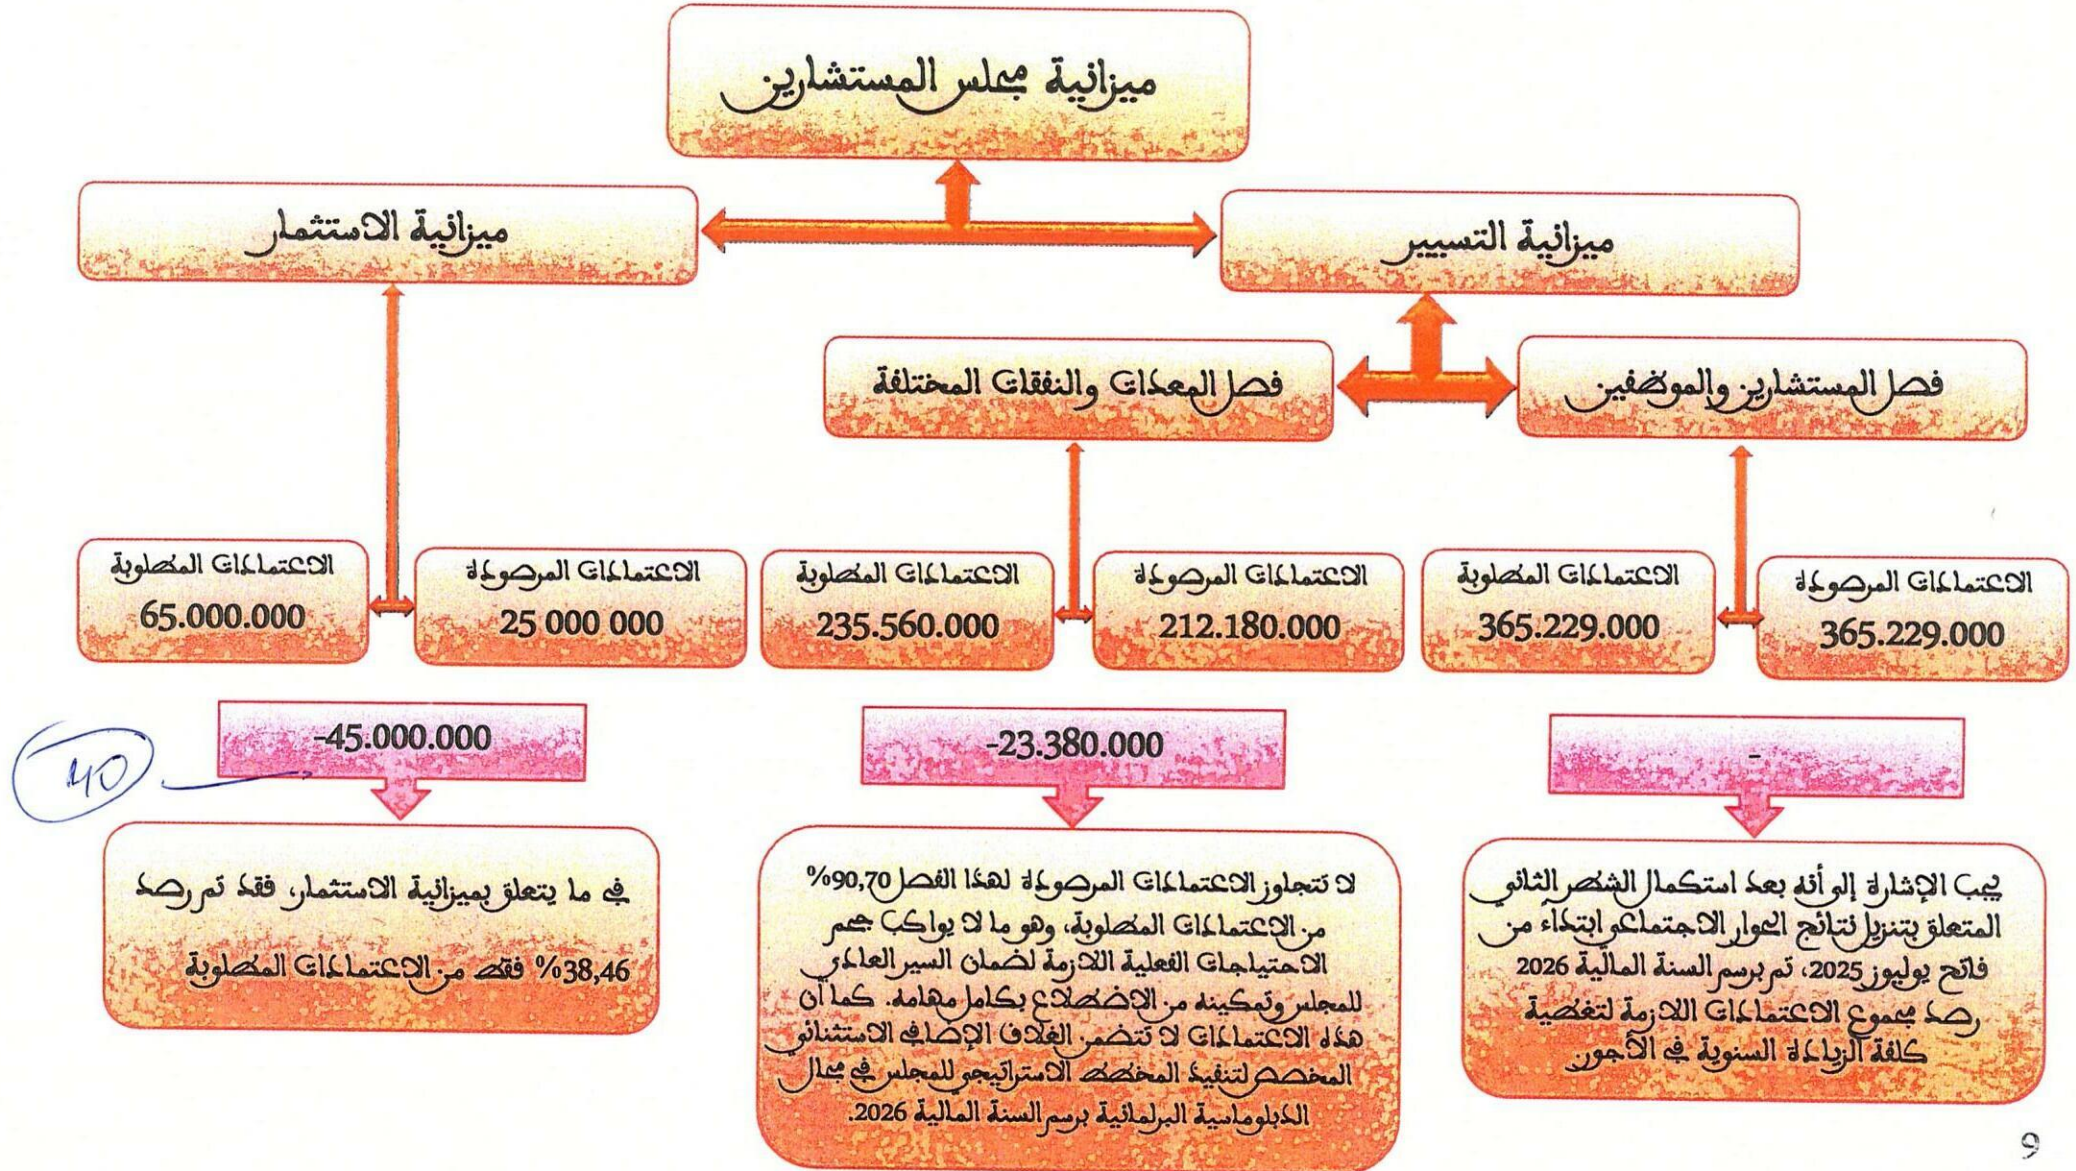 ميزانية مجلس المستشارين
ميزانية التسيير
ميزانية الاستثمار
فصل المستشارين والموظفين
فصل المعدات والنفقات المختلفة
الاعتمادات المرصودة
365.229.000
الاعتمادات المطلوبة
365.229.000
الاعتمادات المرصودة
212.180.000
الاعتمادات المطلوبة
235.560.000
الاعتمادات المرصودة
25 000 000
الاعتمادات المطلوبة
65.000.000
-
-23.380.000
-45.000.000
40
يجب الإشارة إلى أنه بعد استكمال الشطر الثاني
المتعلق بتنزيل نتائج الحوار الاجتماعي ابتداء من
فاتح يوليوز 2025، تم برسم السنة المالية 2026
رصد مجموع الاعتمادات اللازمة لتغطية
كلفة الزيادة السنوية في الأجور
لا تتجاوز الاعتمادات المرصودة لهذا الفصل 90,70%
من الاعتمادات المطلوبة، وهو ما لا يواكب حجم
الاحتياجات الفعلية اللازمة لضمان السير العادي
للمجلس وتمكينه من الاضطلاع بكامل مهامه. كما أن
هذه الاعتمادات لا تتضمن الغلاف الإضافي الاستثنائي
المخصص لتنفيذ المخطط الاستراتيجي للمجلس في مجال
الدبلوماسية البرلمانية برسم السنة المالية 2026.
في ما يتعلق بميزانية الاستثمار، فقد تم رصد
38,46% فقط من الاعتمادات المطلوبة
9